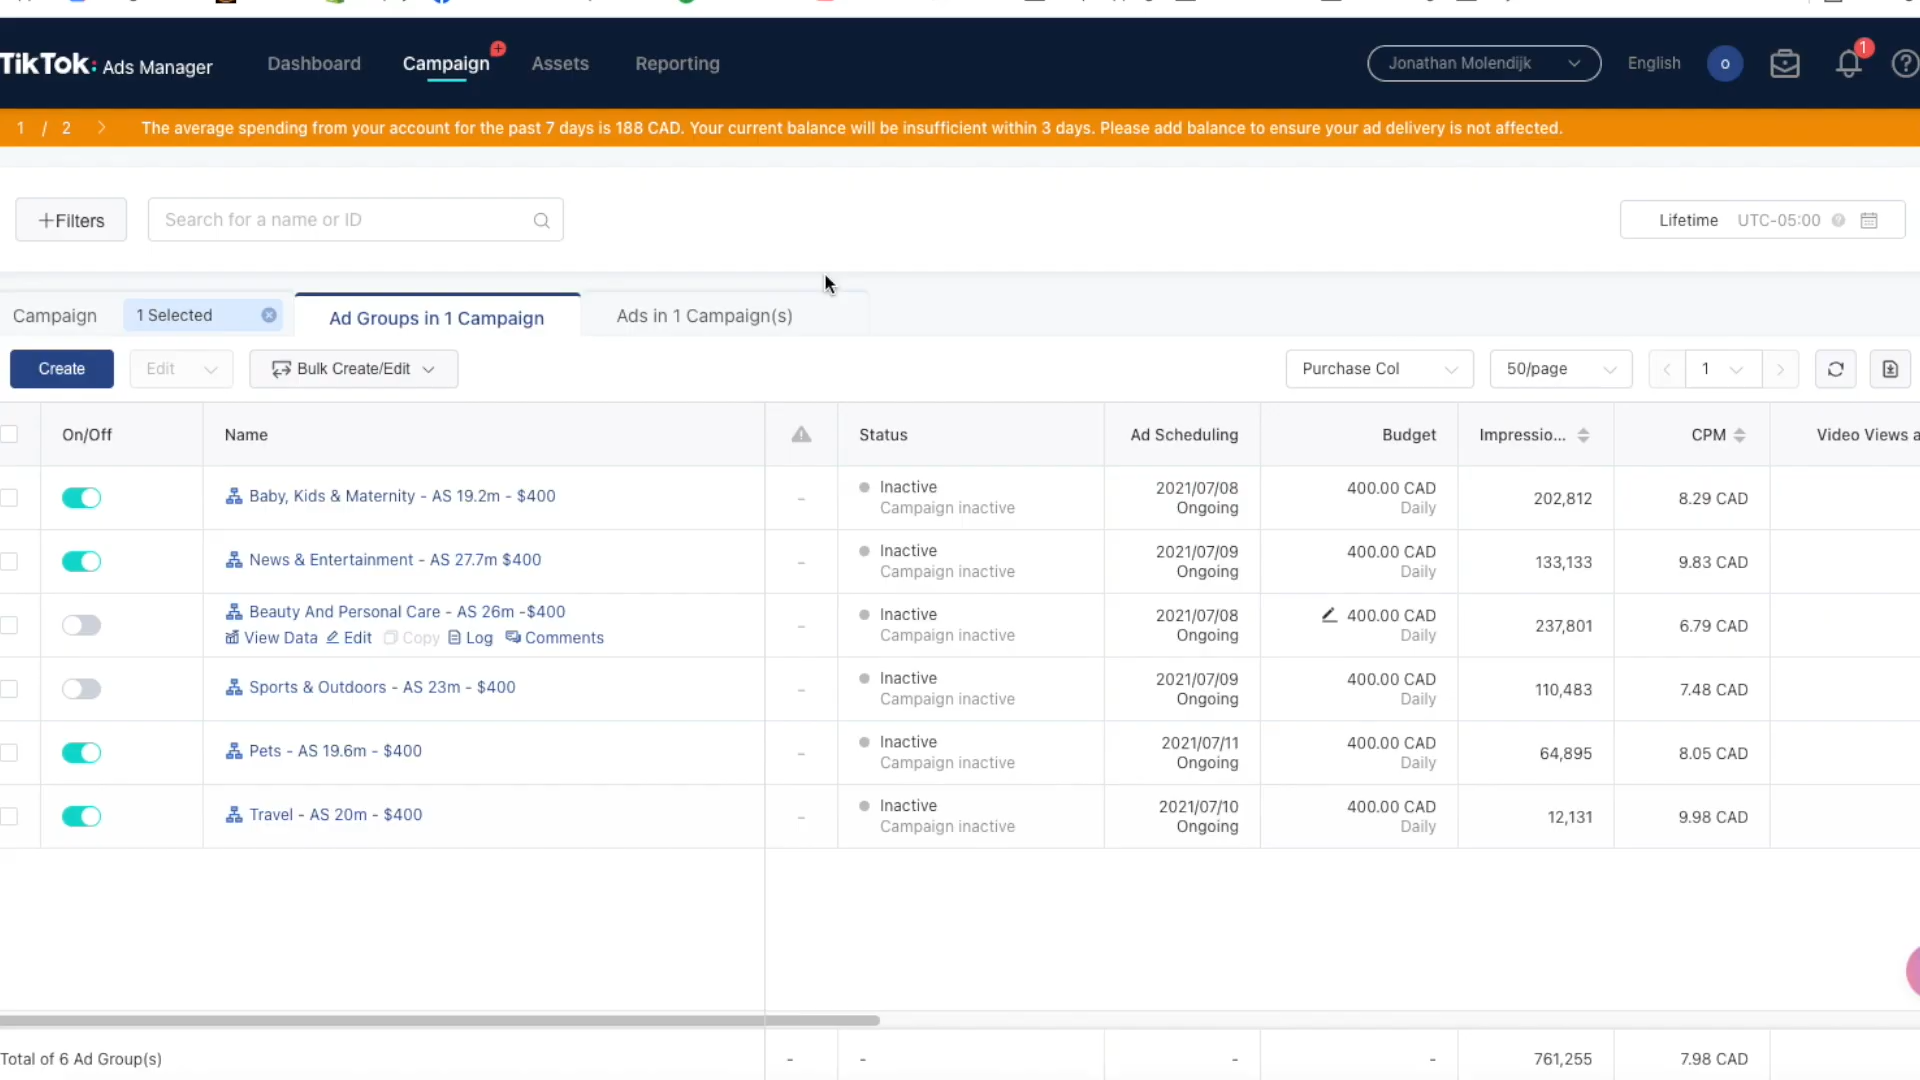 TikTok: Ads Manager
Dashboard
Campaign
Assets
Reporting
Jonathan Molendijk
English
o
1
1 / 2 > The average spending from your account for the past 7 days is 188 CAD. Your current balance will be insufficient within 3 days. Please add balance to ensure your ad delivery is not affected.
+Filters
Search for a name or ID
Lifetime UTC-05:00
Campaign
1 Selected
Ad Groups in 1 Campaign
Ads in 1 Campaign(s)
Create
Edit
Bulk Create/Edit
Purchase Col
50/page
1
On/Off Name Status Ad Scheduling Budget Impressio... CPM Video Views a
Baby, Kids & Maternity - AS 19.2m - $400 - Inactive 2021/07/08 400.00 CAD 202,812 8.29 CAD
Campaign inactive Ongoing Daily
News & Entertainment - AS 27.7m $400 - Inactive 2021/07/09 400.00 CAD 133,133 9.83 CAD
Campaign inactive Ongoing Daily
Beauty And Personal Care - AS 26m -$400 - Inactive 2021/07/08 400.00 CAD 237,801 6.79 CAD
View Data Edit Copy Log Comments Campaign inactive Ongoing Daily
Sports & Outdoors - AS 23m - $400 - Inactive 2021/07/09 400.00 CAD 110,483 7.48 CAD
Campaign inactive Ongoing Daily
Pets - AS 19.6m - $400 - Inactive 2021/07/11 400.00 CAD 64,895 8.05 CAD
Campaign inactive Ongoing Daily
Travel - AS 20m - $400 - Inactive 2021/07/10 400.00 CAD 12,131 9.98 CAD
Campaign inactive Ongoing Daily
Total of 6 Ad Group(s) - - - - 761,255 7.98 CAD